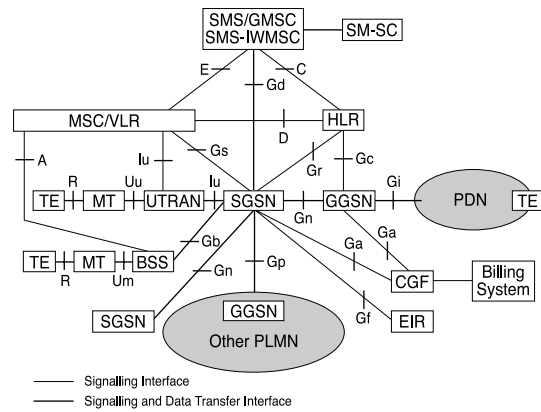 SMS/GMSC
SMS-IWMSC
SM-SC
E
Gd
C
MSC/VLR
D
HLR
A
Iu
Gs
Gr
Gc
R
Uu
Iu
Gn
Gi
TE
MT
UTRAN
SGSN
GGSN
PDN
TE
Gb
Ga
Ga
TE
MT
BSS
Gn
Gp
CGF
Billing
System
R
Um
SGSN
GGSN
Gf
EIR
Other PLMN
Signalling Interface
Signalling and Data Transfer Interface